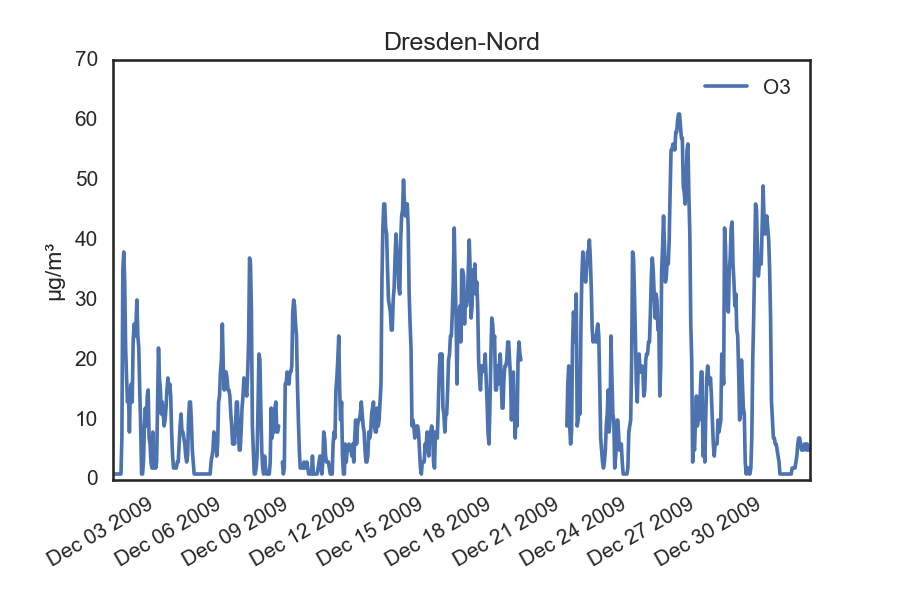 Dresden-Nord
70
60
50
40
30
20
10
0
µg/m³
O3
Dec 03 2009
Dec 06 2009
Dec 09 2009
Dec 12 2009
Dec 15 2009
Dec 18 2009
Dec 21 2009
Dec 24 2009
Dec 27 2009
Dec 30 2009